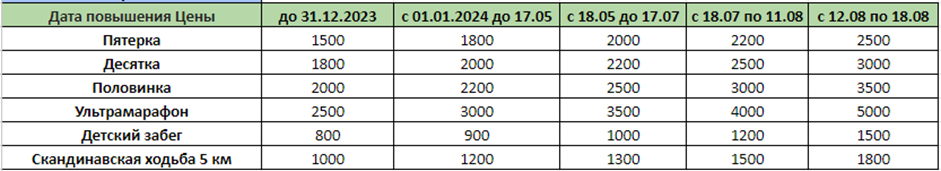 Дата повышения Цены до 31.12.2023 с 01.01.2024 до 17.05 с 18.05 до 17.07 с 18.07 по 11.08 с 12.08 по 18.08
Пятерка 1500 1800 2000 2200 2500
Десятка 1800 2000 2200 2500 3000
Половинка 2000 2200 2500 3000 3500
Ультрамарафон 2500 3000 3500 4000 5000
Детский забег 800 900 1000 1200 1500
Скандинавская ходьба 5 км 1000 1200 1300 1500 1800